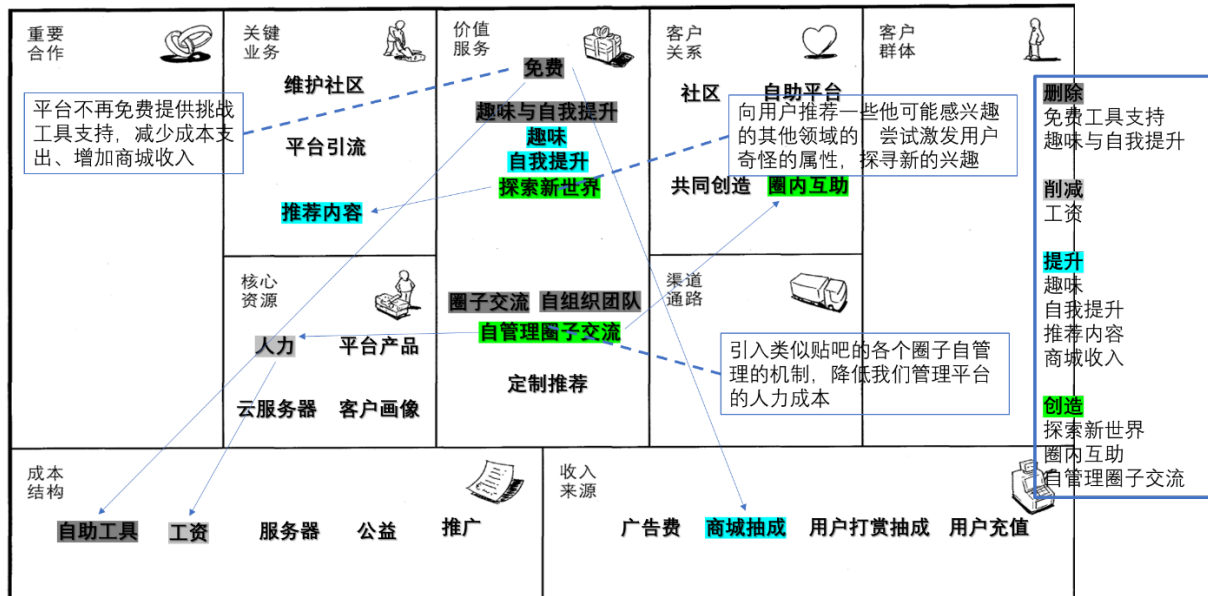 重要
合作
平台不再免费提供挑战
工具支持，减少成本支
出、增加商城收入
关键
业务
维护社区
平台引流
推荐内容
价值
服务
免费
趣味与自我提升
趣味
自我提升
探索新世界
圈子交流 自组织团队
自管理圈子交流
定制推荐
客户
关系
社区 自助平台
向用户推荐一些他可能感兴趣
的其他领域的，尝试激发用户
奇怪的属性，探寻新的兴趣
共同创造 圈内互助
客户
群体
核心
资源
人力 平台产品
云服务器 客户画像
渠道
通路
引入类似贴吧的各个圈子自管
理的机制，降低我们管理平台
的人力成本
成本
结构
自助工具 工资 服务器 公益 推广
收入
来源
广告费 商城抽成 用户打赏抽成 用户充值
删除
免费工具支持
趣味与自我提升
削减
工资
提升
趣味
自我提升
推荐内容
商城收入
创造
探索新世界
圈内互助
自管理圈子交流